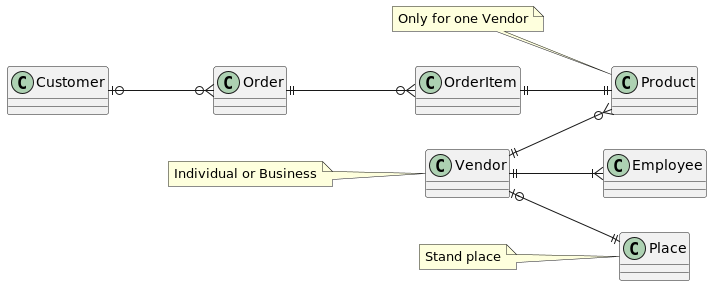 Only for one Vendor
C Customer
C Order
C OrderItem
C Product
Individual or Business
C Vendor
C Employee
Stand place
C Place